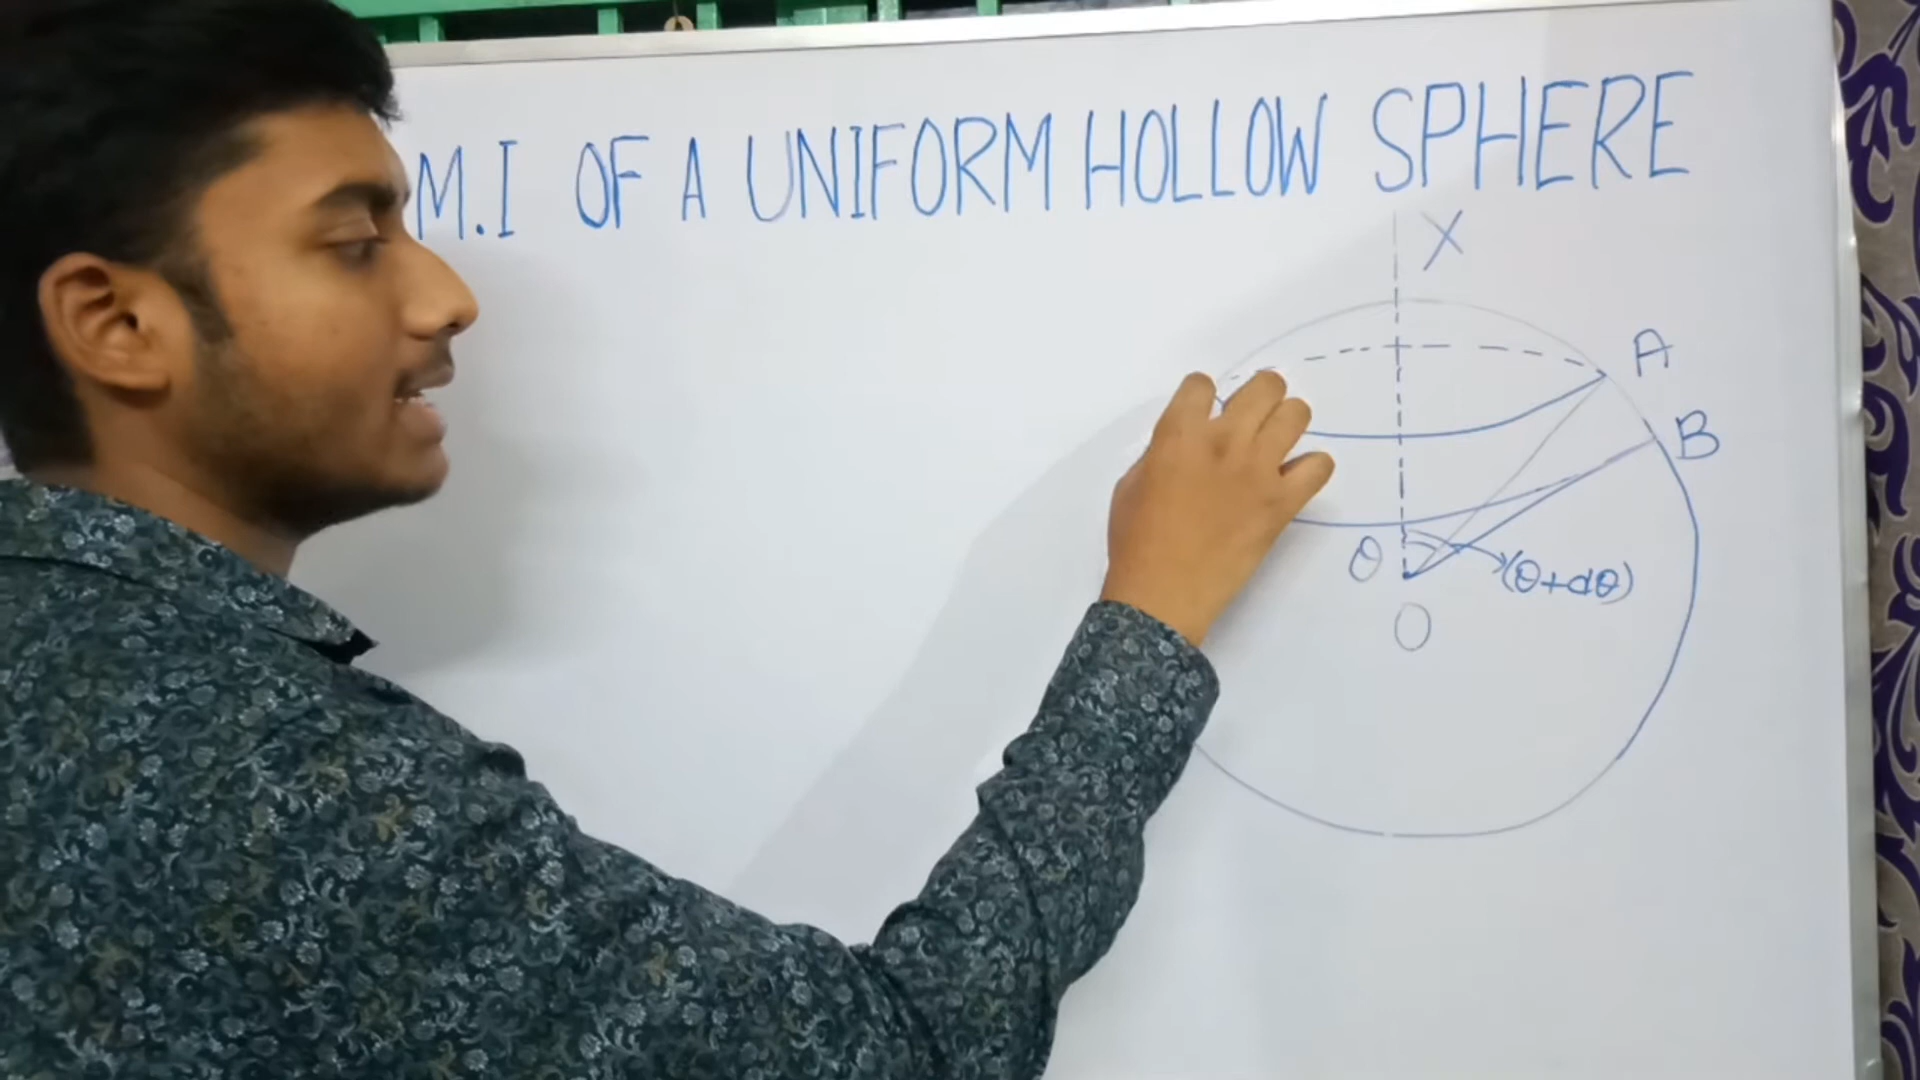 M.I OF A UNIFORM HOLLOW SPHERE
X
A
B
θ
(θ+dθ)
O